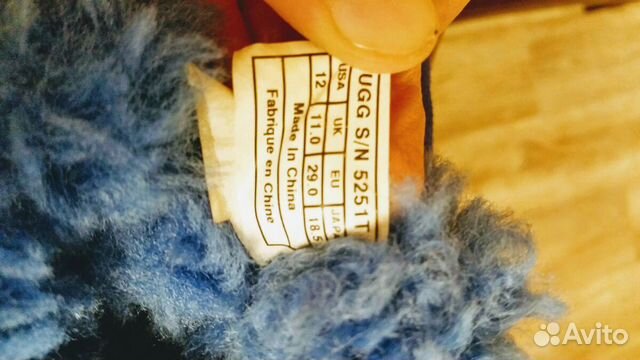 UGG S/N 5251T
USA UK EU JAPA
12 11.0 29.0 18.5
Made In China
Fabrique en Chine
Avito